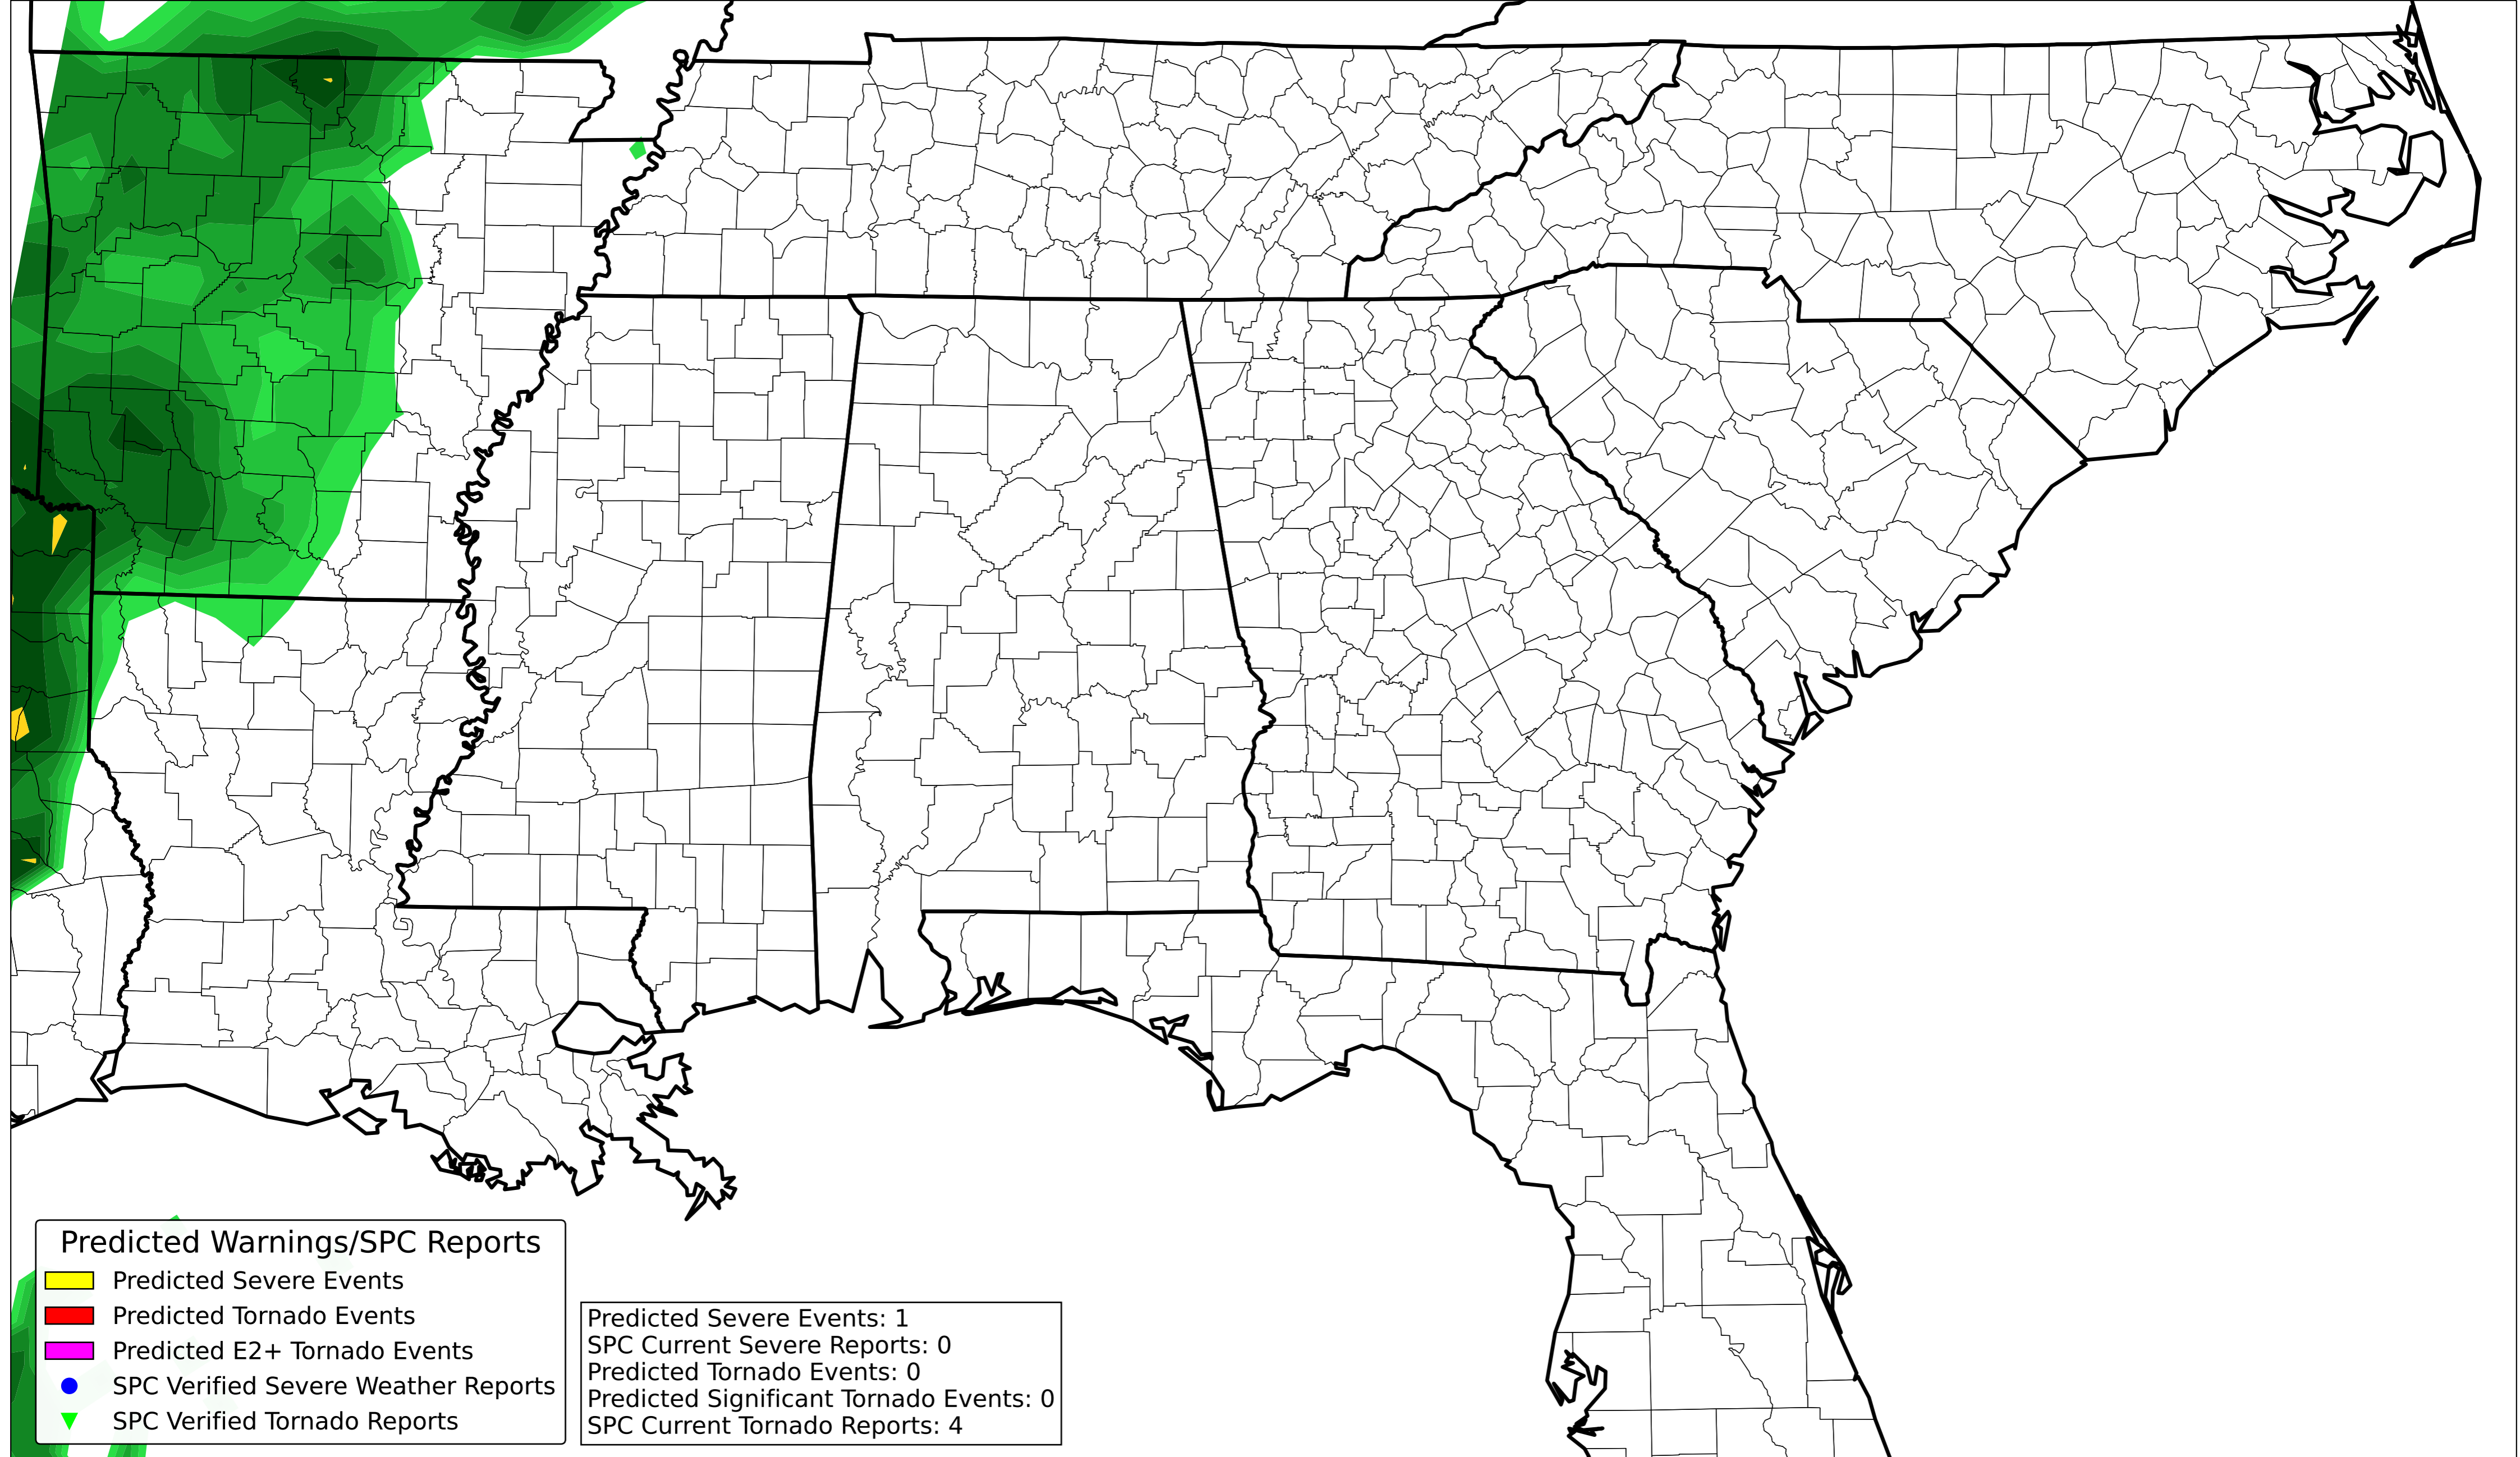 Predicted Warnings/SPC Reports
Predicted Severe Events
Predicted Tornado Events
Predicted E2+ Tornado Events
SPC Verified Severe Weather Reports
SPC Verified Tornado Reports
Predicted Severe Events: 1
SPC Current Severe Reports: 0
Predicted Tornado Events: 0
Predicted Significant Tornado Events: 0
SPC Current Tornado Reports: 4